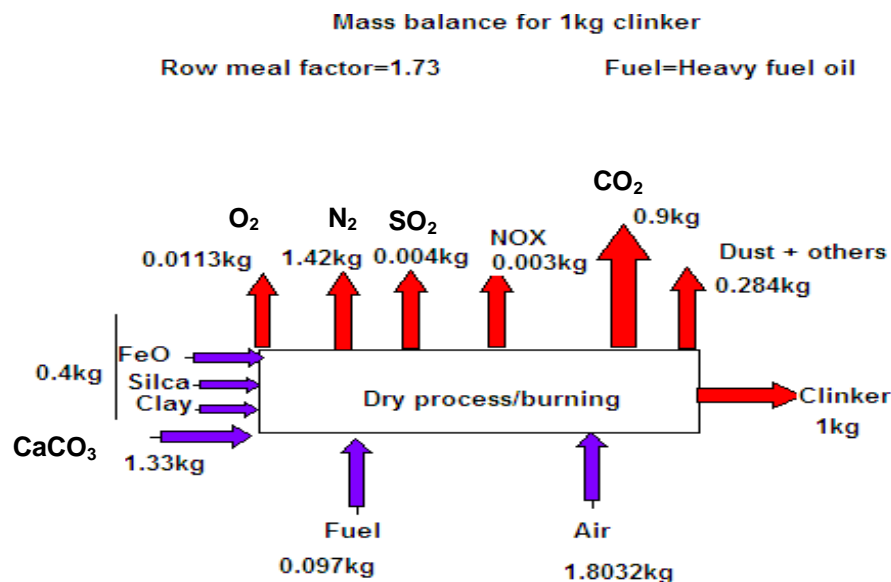 Mass balance for 1kg clinker
Row meal factor=1.73 Fuel=Heavy fuel oil
CO₂
0.9kg
O₂ N₂ SO₂
NOX
0.0113kg 1.42kg 0.004kg 0.003kg
Dust + others
0.284kg
FeO
0.4kg
Silca
Clay
Dry process/burning
Clinker
1kg
CaCO₃
1.33kg
Fuel Air
0.097kg 1.8032kg